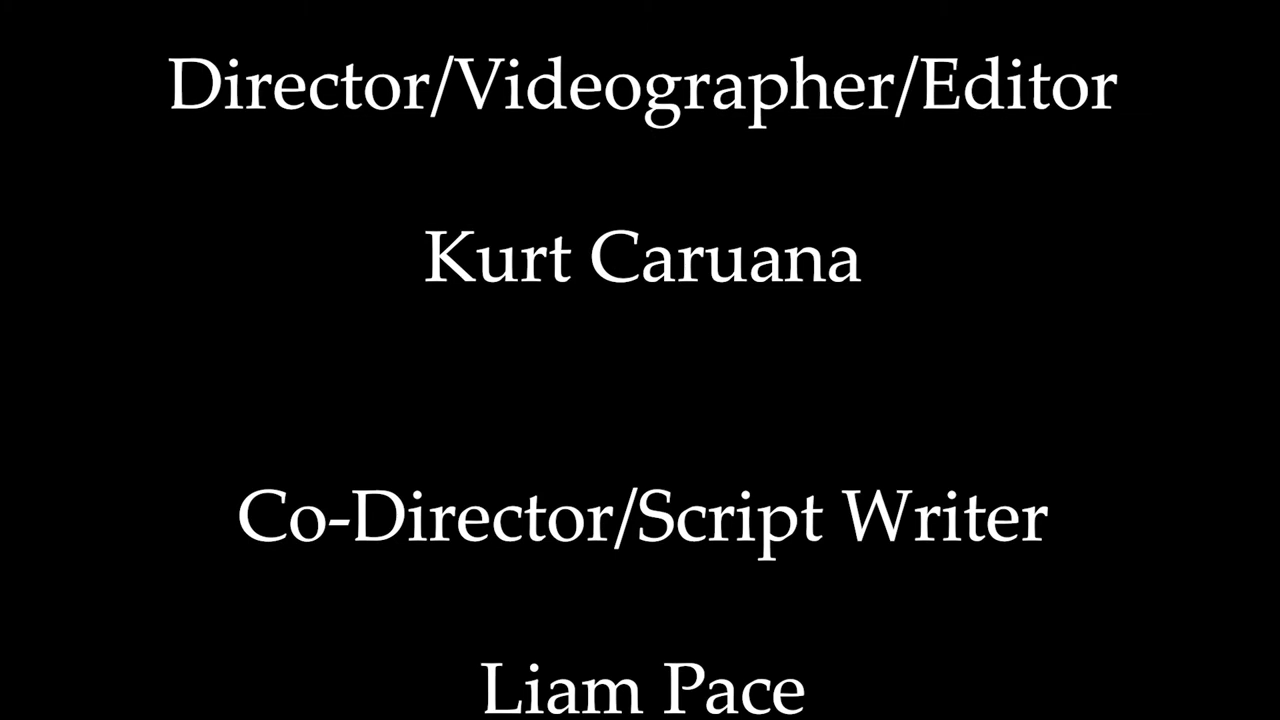 Director/Videographer/Editor
Kurt Caruana
Co-Director/Script Writer
Liam Pace